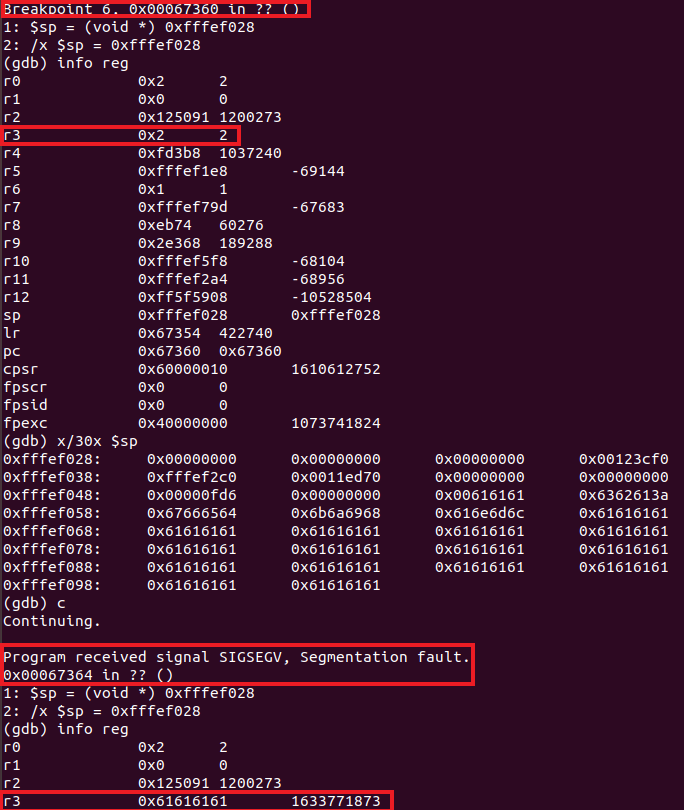 Breakpoint 6, 0x00067360 in ?? ()
1: $sp = (void *) 0xfffef028
2: /x $sp = 0xfffef028
(gdb) info reg
r0 0x2 2
r1 0x0 0
r2 0x125091 1200273
r3 0x2 2
r4 0xfd3b8 1037240
r5 0xfffef1e8 -69144
r6 0x1 1
r7 0xfffef79d -67683
r8 0xeb74 60276
r9 0x2e368 189288
r10 0xfffef5f8 -68104
r11 0xfffef2a4 -68956
r12 0xff5f5908 -10528504
sp 0xfffef028 0xfffef028
lr 0x67354 422740
pc 0x67360 0x67360
cpsr 0x60000010 1610612752
fpscr 0x0 0
fpsid 0x0 0
fpexc 0x40000000 1073741824
(gdb) x/30x $sp
0xfffef028: 0x00000000 0x00000000 0x00000000 0x00123cf0
0xfffef038: 0xfffef2c0 0x0011ed70 0x00000000 0x00000000
0xfffef048: 0x00000fd6 0x00000000 0x00616161 0x6362613a
0xfffef058: 0x67666564 0x6b6a6968 0x616e6d6c 0x61616161
0xfffef068: 0x61616161 0x61616161 0x61616161 0x61616161
0xfffef078: 0x61616161 0x61616161 0x61616161 0x61616161
0xfffef088: 0x61616161 0x61616161 0x61616161 0x61616161
0xfffef098: 0x61616161 0x61616161
(gdb) c
Continuing.
Program received signal SIGSEGV, Segmentation fault.
0x00067364 in ?? ()
1: $sp = (void *) 0xfffef028
2: /x $sp = 0xfffef028
(gdb) info reg
r0 0x2 2
r1 0x0 0
r2 0x125091 1200273
r3 0x61616161 1633771873